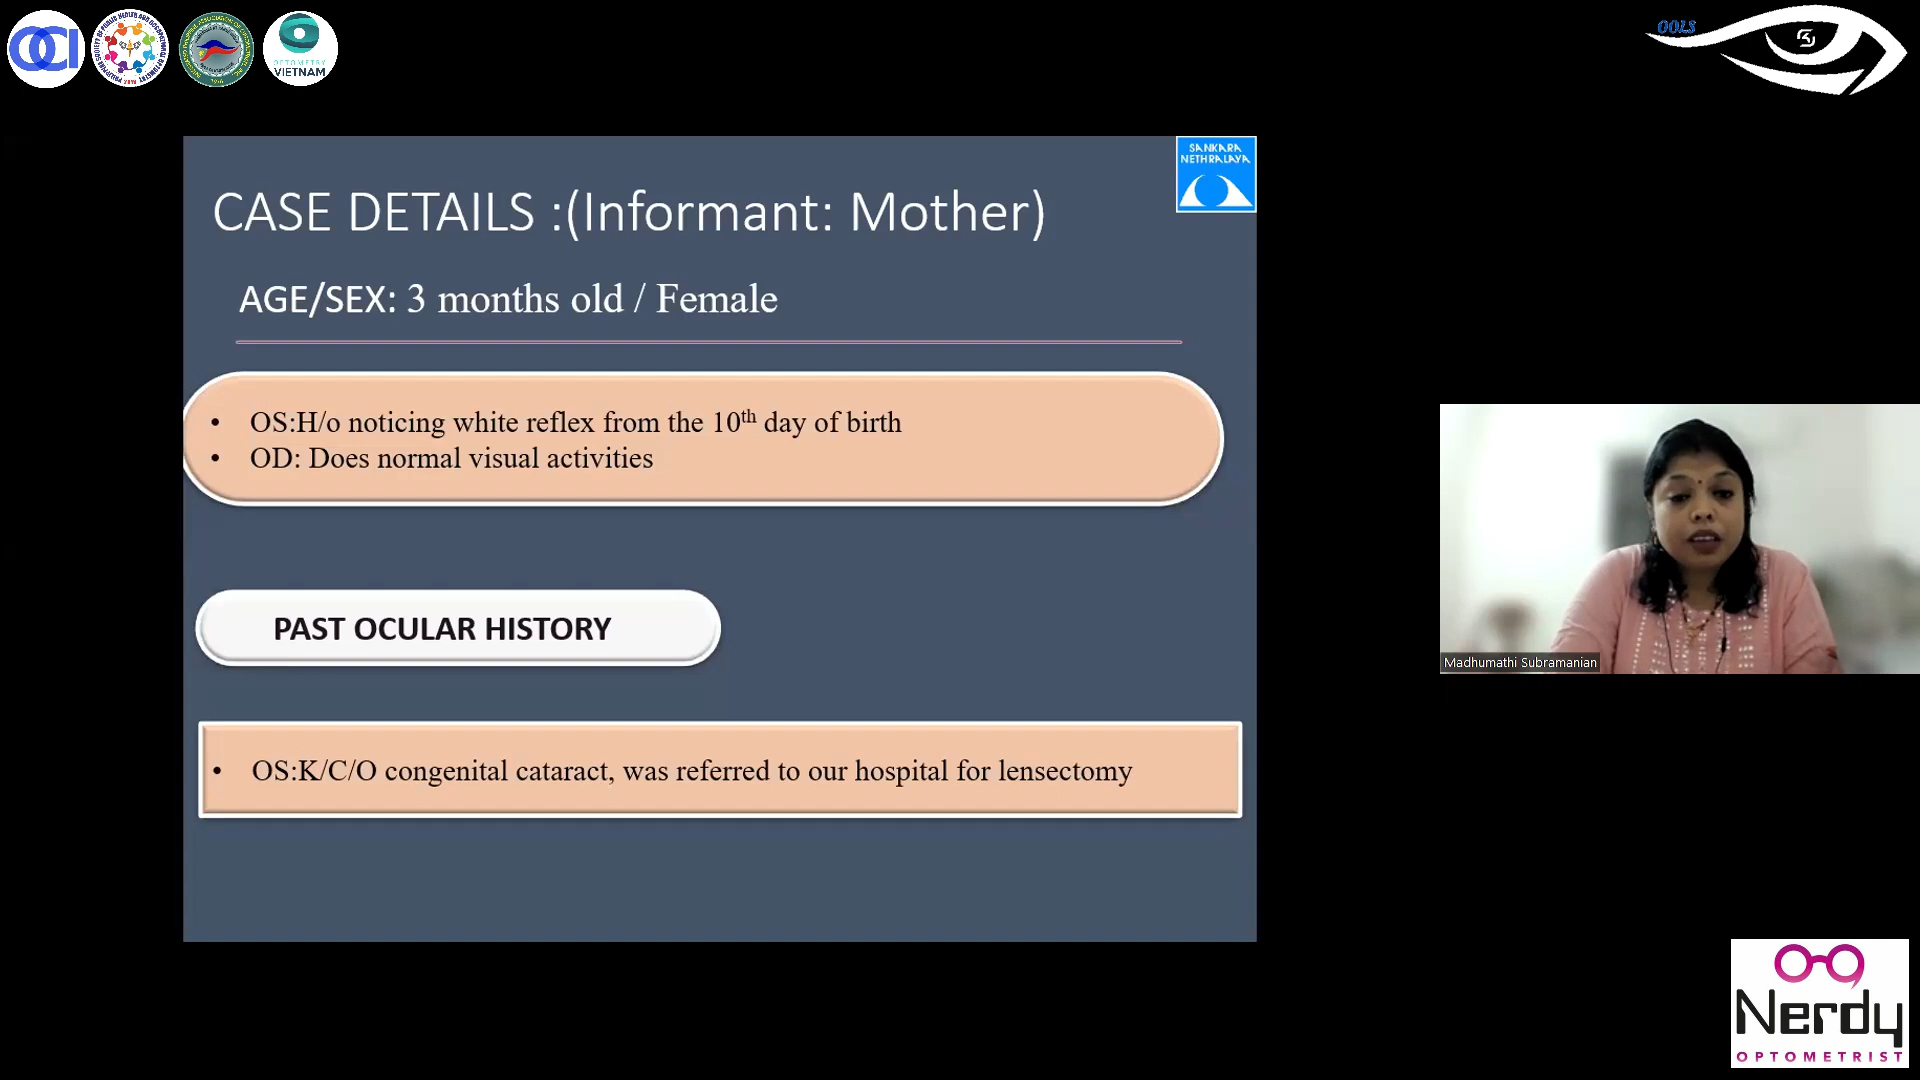 OCI
OPTOMETRY
VIETNAM
OOLS
SANKARA
NETHRALAYA
CASE DETAILS :(Informant: Mother)
AGE/SEX: 3 months old / Female
• OS:H/o noticing white reflex from the 10th day of birth
• OD: Does normal visual activities
PAST OCULAR HISTORY
• OS:K/C/O congenital cataract, was referred to our hospital for lensectomy
Madhumathi Subramanian
Nerdy
OPTOMETRIST